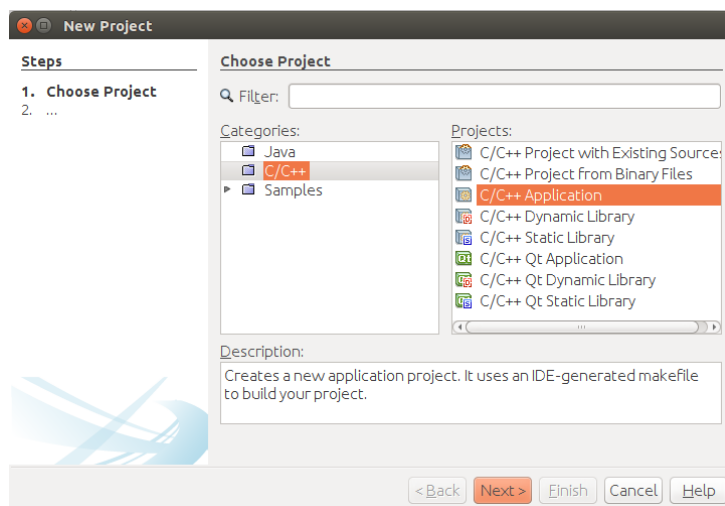 New Project
Steps
1. Choose Project
2. ...
Choose Project
Filter:
Categories:
Java
C/C++
Samples
Projects:
C/C++ Project with Existing Source
C/C++ Project from Binary Files
C/C++ Application
C/C++ Dynamic Library
C/C++ Static Library
C/C++ Qt Application
C/C++ Qt Dynamic Library
C/C++ Qt Static Library
Description:
Creates a new application project. It uses an IDE-generated makefile
to build your project.
< Back
Next >
Finish
Cancel
Help